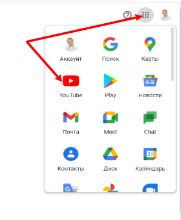 Аккаунт Поиск Карты
YouTube Play Новости
Почта Meet Chat
Контакты Диск Календарь